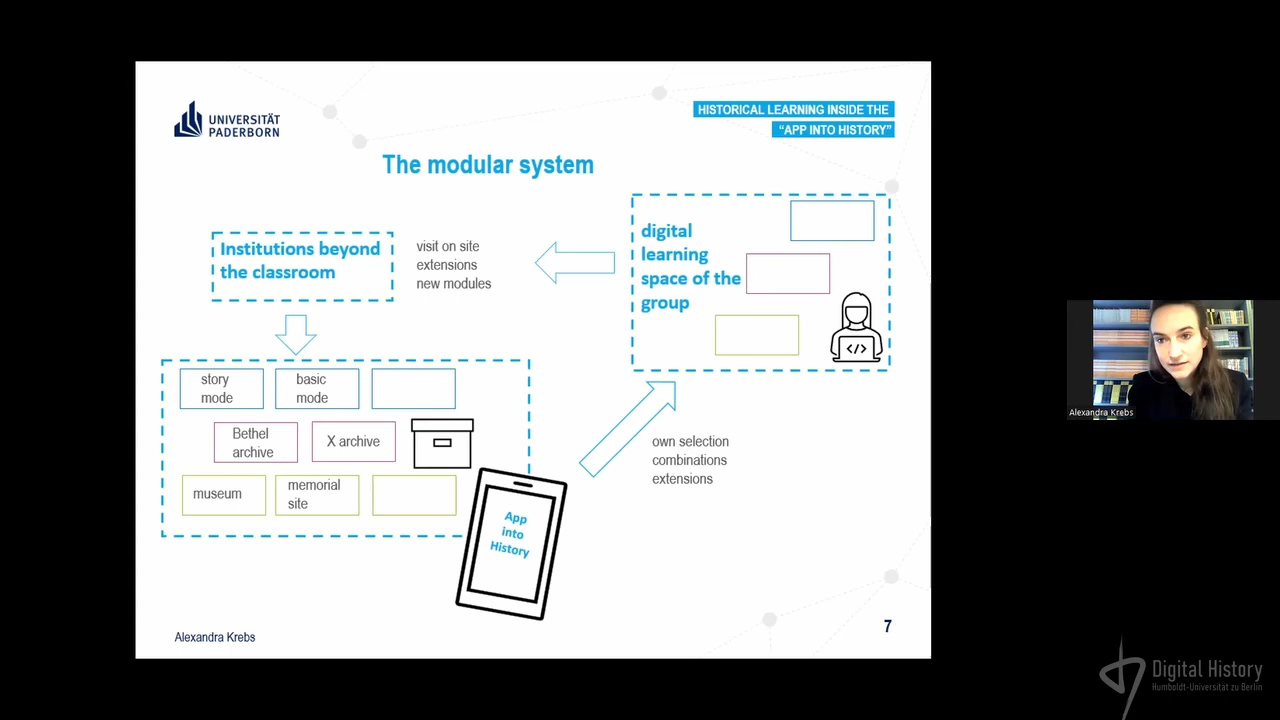 UNIVERSITÄT
PADERBORN
HISTORICAL LEARNING INSIDE THE
“APP INTO HISTORY”
The modular system
Institutions beyond
the classroom
visit on site
extensions
new modules
digital
learning
space of the
group
</>
story
mode
basic
mode
Bethel
archive
X archive
museum
memorial
site
App
into
History
own selection
combinations
extensions
Alexandra Krebs
7
Alexandra Krebs
Digital History
Humboldt-Universität zu Berlin